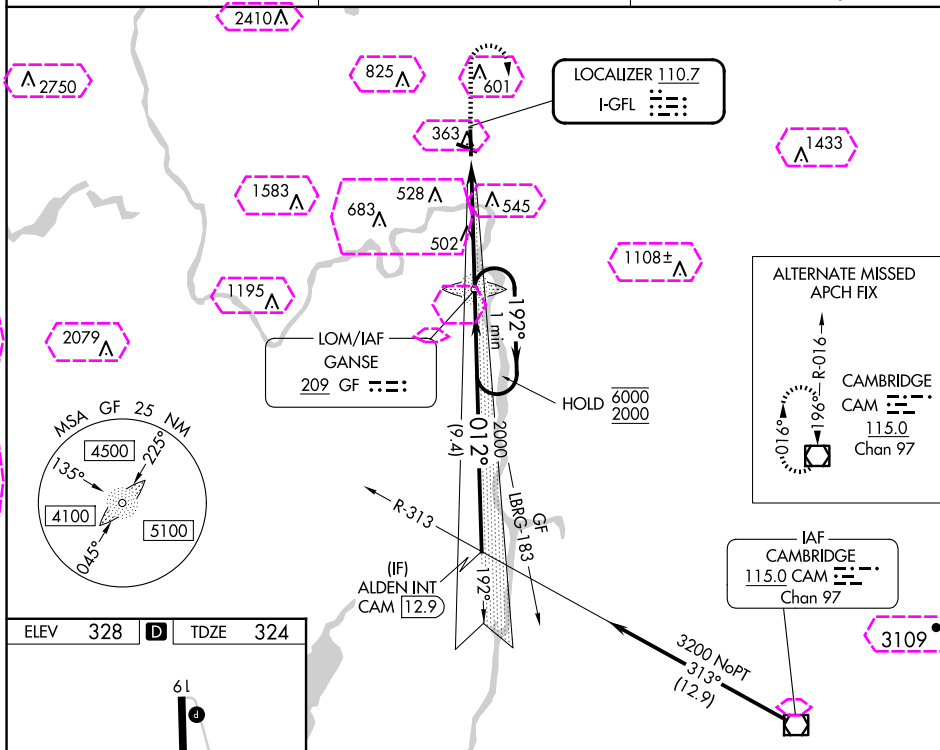 2410
2750
825
601
LOCALIZER 110.7
I-GFL
363
1433
1583
528
683
545
502
1108±
1195
192°
1 min
ALTERNATE MISSED
APCH FIX
R-016
196°
016°
CAMBRIDGE
CAM
115.0
Chan 97
2079
LOM/IAF
GANSE
209 GF
HOLD 6000
2000
MSA GF 25 NM
4500
225°
135°
4100
5100
045°
012°
(9.4)
2000
GF
LBRG-183
R-313
(IF)
ALDEN INT
CAM 12.9
192°
IAF
CAMBRIDGE
115.0 CAM
Chan 97
3200 NoPT
313°
(12.9)
3109
ELEV 328 D TDZE 324
19
P